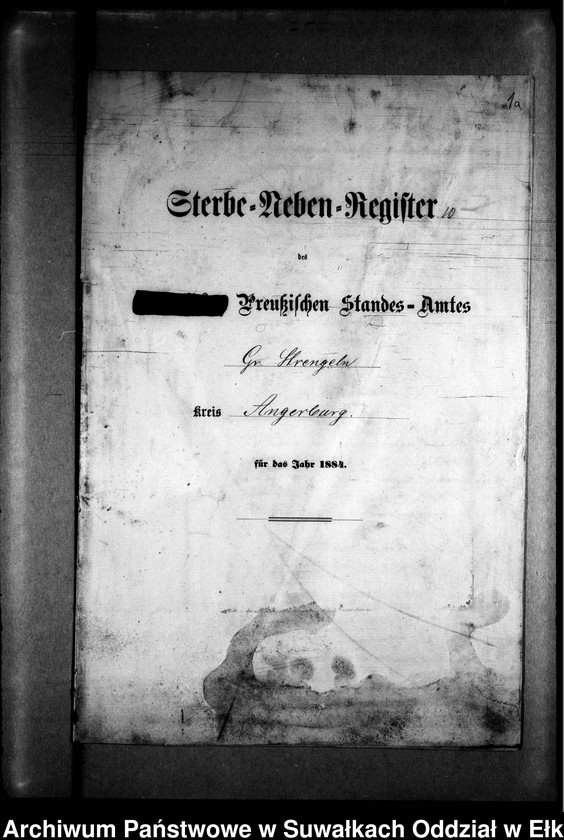 1a
Sterbe-Neben-Register 10
des
Preußischen Standes-Amtes
Gr. Strengeln
Kreis Angerburg.
für das Jahr 1884.
Archiwum Państwowe w Suwałkach Oddział w Ełk